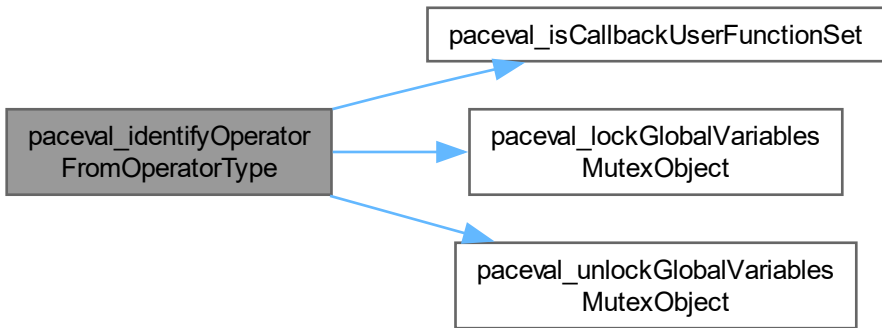 paceval_isCallbackUserFunctionSet
paceval_identifyOperator
FromOperatorType
paceval_lockGlobalVariables
MutexObject
paceval_unlockGlobalVariables
MutexObject